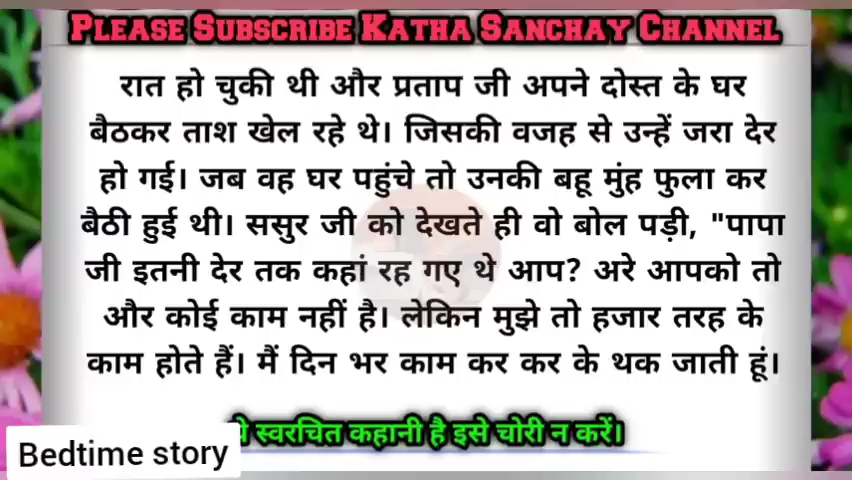 PLEASE SUBSCRIBE KATHA SANCHAY CHANNEL
रात हो चुकी थी और प्रताप जी अपने दोस्त के घर
बैठकर ताश खेल रहे थे। जिसकी वजह से उन्हें जरा देर
हो गई। जब वह घर पहुंचे तो उनकी बहू मुंह फुला कर
बैठी हुई थी। ससुर जी को देखते ही वो बोल पड़ी, "पापा
जी इतनी देर तक कहां रह गए थे आप? अरे आपको तो
और कोई काम नहीं है। लेकिन मुझे तो हजार तरह के
काम होते हैं। मैं दिन भर काम कर कर के थक जाती हूं।
स्वरचित कहानी है इसे चोरी न करें।
Bedtime story